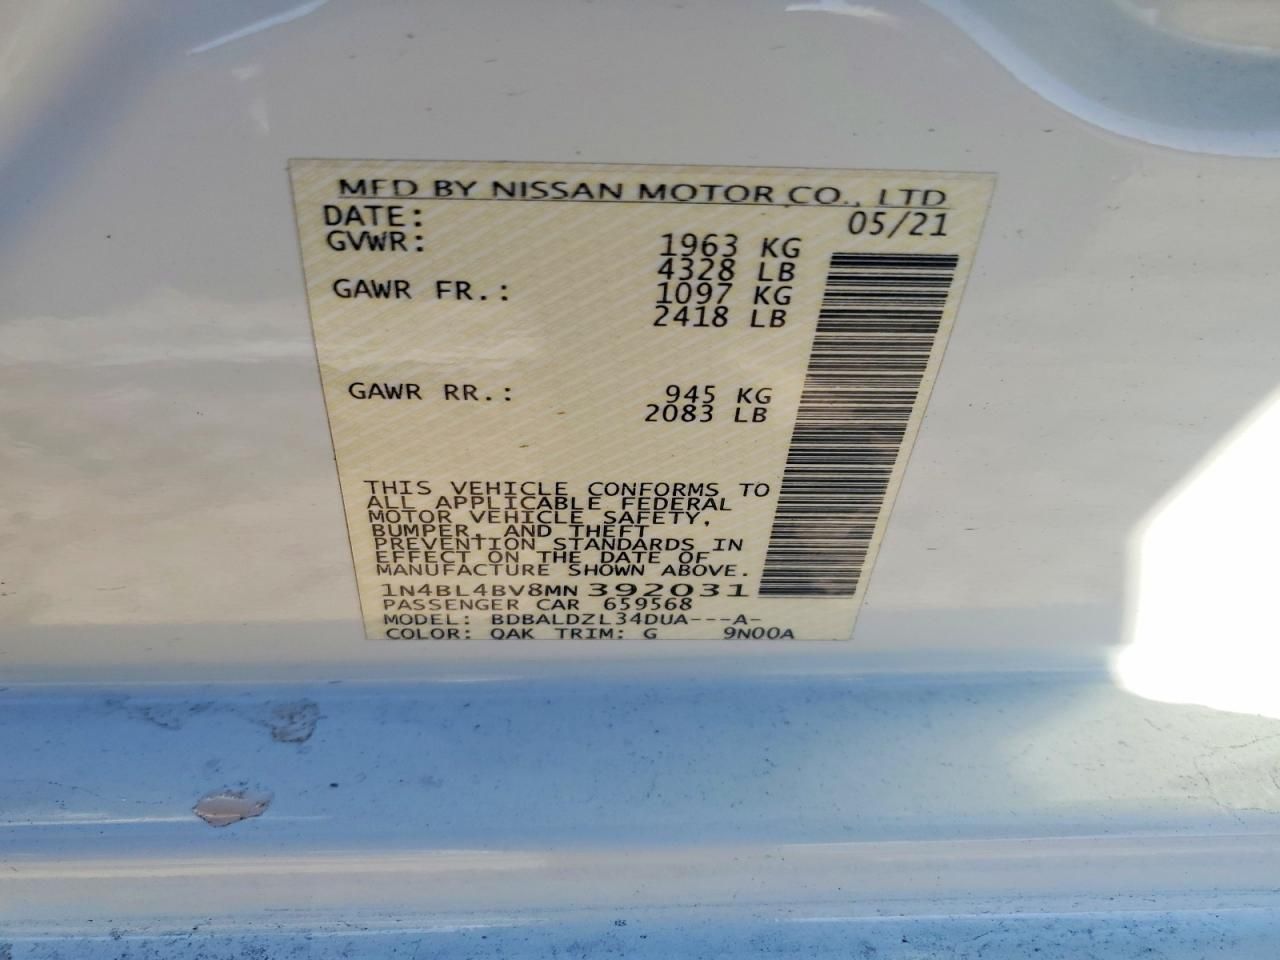 MFD BY NISSAN MOTOR CO., LTD
DATE: 05/21
GVWR: 1963 KG
4328 LB
GAWR FR.: 1097 KG
2418 LB
GAWR RR.: 945 KG
2083 LB
THIS VEHICLE CONFORMS TO
ALL APPLICABLE FEDERAL
MOTOR VEHICLE SAFETY,
BUMPER, AND THEFT
PREVENTION STANDARDS IN
EFFECT ON THE DATE OF
MANUFACTURE SHOWN ABOVE.
1N4BL4BV8MN392031
PASSENGER CAR 659568
MODEL: BDBALDZL34DUA---A-
COLOR: QAK TRIM: G 9N00A